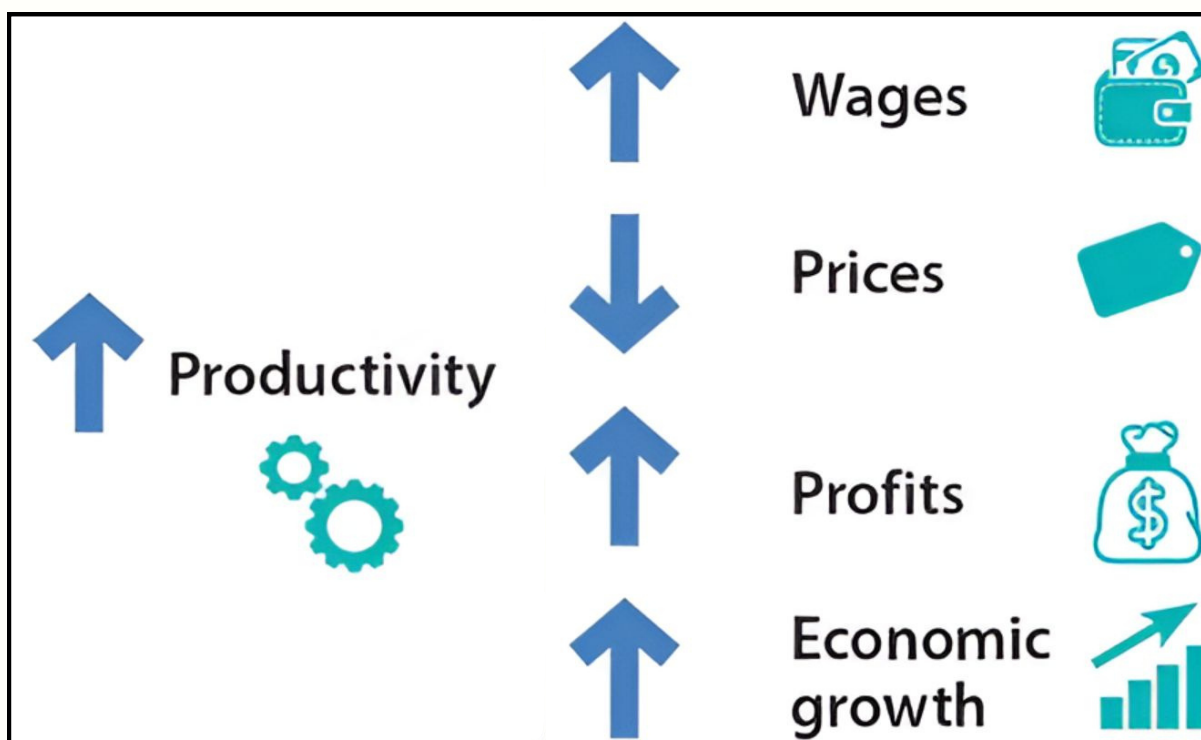 Productivity
Wages
Prices
Profits
Economic
growth